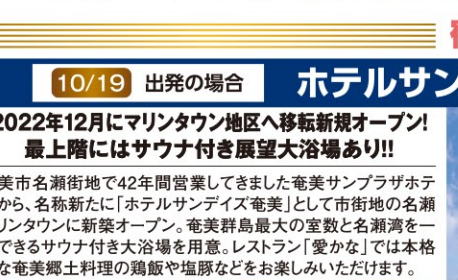 10/19 出発の場合 ホテルサン
2022年12月にマリンタウン地区へ移転新規オープン!
最上階にはサウナ付き展望大浴場あり!!
美市名瀬街地で42年間営業してきました奄美サンプラザホテ
から、名称新たに「ホテルサンデイズ奄美」として市街地の名瀬
リンタウンに新築オープン。奄美群島最大の室数と名瀬湾を一
できるサウナ付き大浴場を用意。レストラン「愛かな」では本格
な奄美郷土料理の鶏飯や塩豚などをお楽しみいただけます。